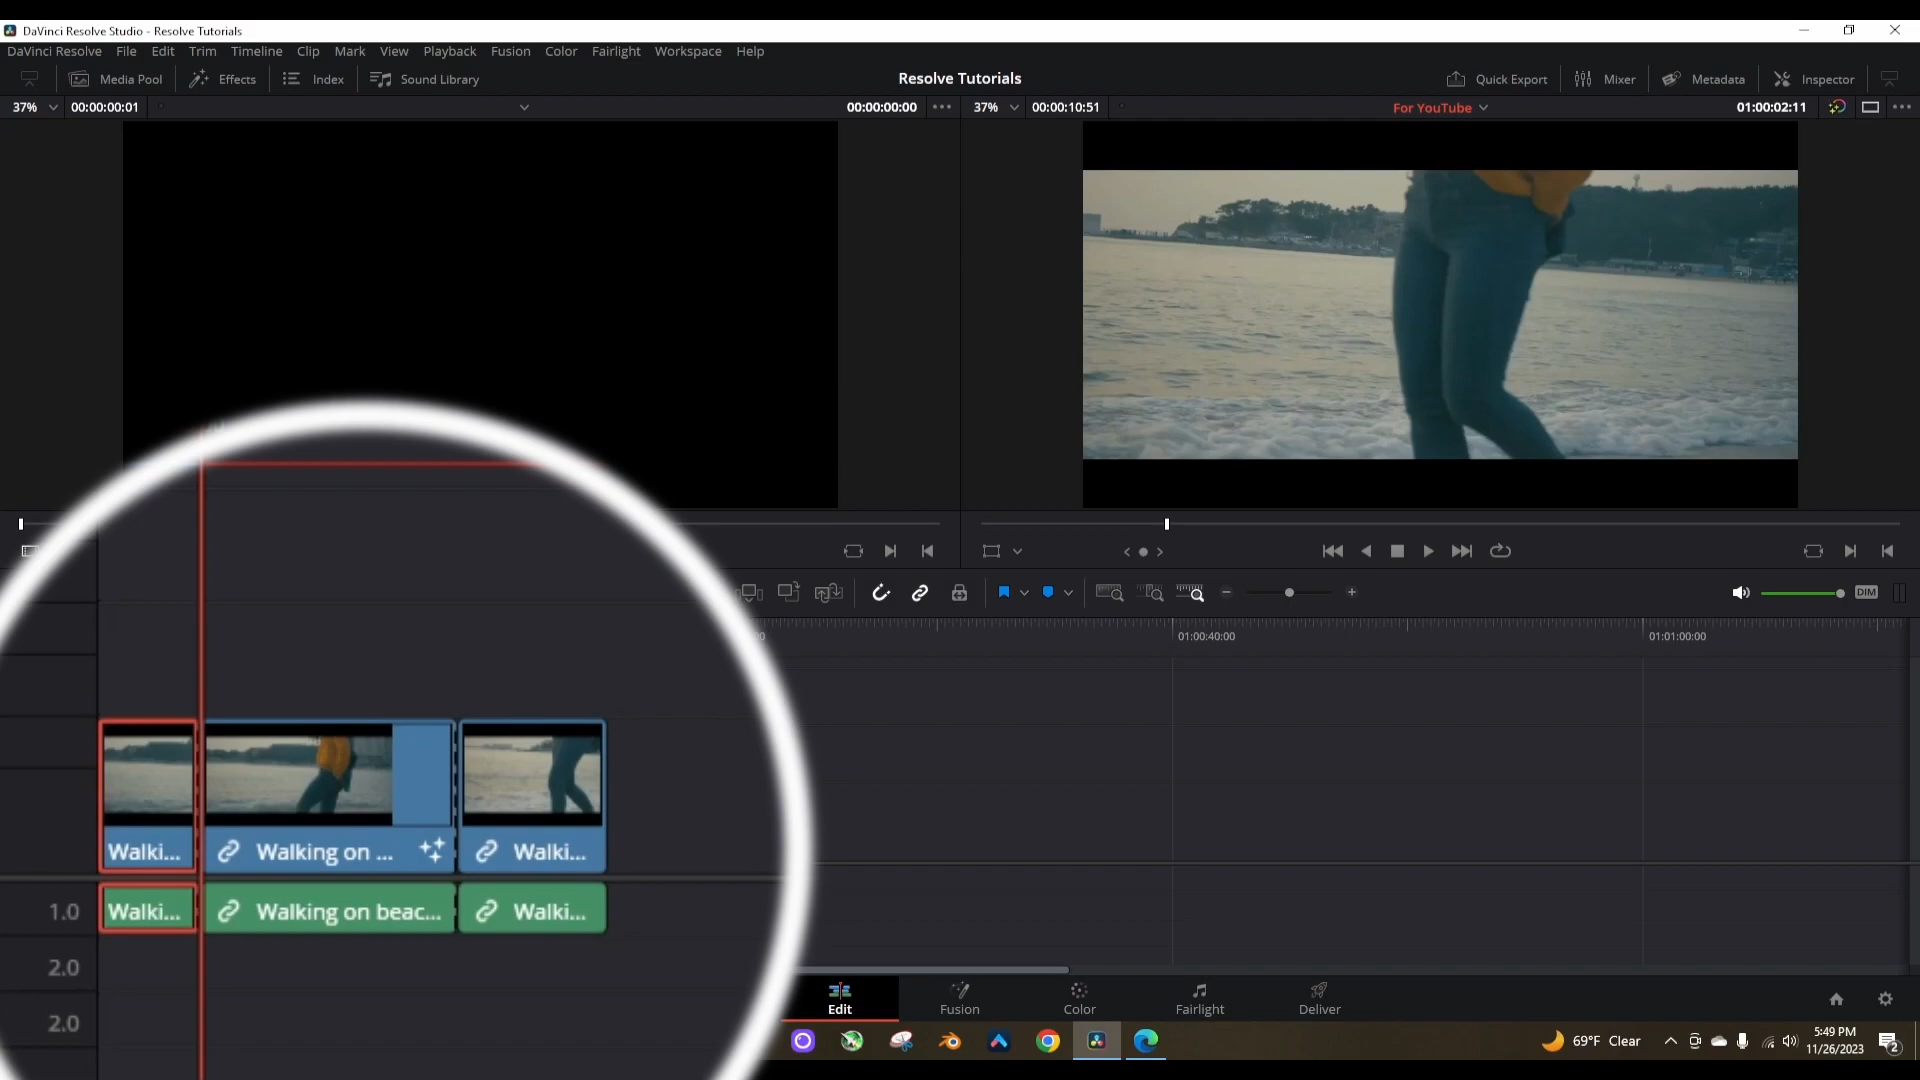 DaVinci Resolve Studio - Resolve Tutorials
DaVinci Resolve File Edit Trim Timeline Clip Mark View Playback Fusion Color Fairlight Workspace Help
Media Pool Effects Index Sound Library Resolve Tutorials Quick Export Mixer Metadata Inspector
37% 00:00:00:01 00:00:00:00 37% 00:00:10:51 For YouTube 01:00:02:11
DIM
01:00:40:00 01:01:00:00
Walki... Walking on ... Walki...
1.0 Walki... Walking on beac... Walki...
2.0
2.0
Edit Fusion Color Fairlight Deliver
69°F Clear 5:49 PM
11/26/2023 2